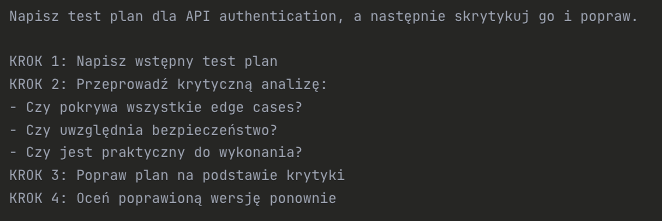 Napisz test plan dla API authentication, a następnie skrytykuj go i popraw.
KROK 1: Napisz wstępny test plan
KROK 2: Przeprowadź krytyczną analizę:
- Czy pokrywa wszystkie edge cases?
- Czy uwzględnia bezpieczeństwo?
- Czy jest praktyczny do wykonania?
KROK 3: Popraw plan na podstawie krytyki
KROK 4: Oceń poprawioną wersję ponownie